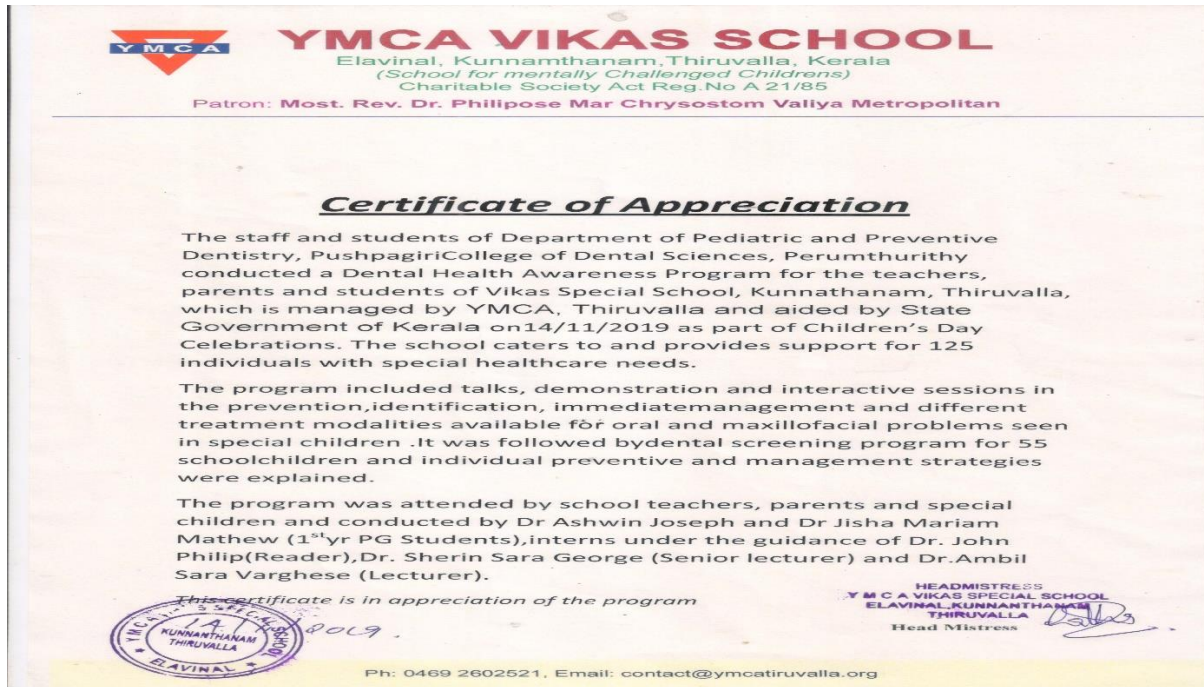 YMCA
YMCA VIKAS SCHOOL
Elavinal, Kunnamthanam,Thiruvalla, Kerala
(School for mentally Challenged Childrens)
Charitable Society Act Reg.No A 21/85
Patron: Most. Rev. Dr. Philipose Mar Chrysostom Valiya Metropolitan
Certificate of Appreciation
The staff and students of Department of Pediatric and Preventive
Dentistry, PushpagiriCollege of Dental Sciences, Perumthurithy
conducted a Dental Health Awareness Program for the teachers,
parents and students of Vikas Special School, Kunnathanam, Thiruvalla,
which is managed by YMCA, Thiruvalla and aided by State
Government of Kerala on14/11/2019 as part of Children's Day
Celebrations. The school caters to and provides support for 125
individuals with special healthcare needs.
The program included talks, demonstration and interactive sessions in
the prevention,identification, immediatemanagement and different
treatment modalities available for oral and maxillofacial problems seen
in special children .It was followed bydental screening program for 55
schoolchildren and individual preventive and management strategies
were explained.
The program was attended by school teachers, parents and special
children and conducted by Dr Ashwin Joseph and Dr Jisha Mariam
Mathew (1styr PG Students),interns under the guidance of Dr. John
Philip(Reader),Dr. Sherin Sara George (Senior lecturer) and Dr.Ambil
Sara Varghese (Lecturer).
This certificate is in appreciation of the program
HEADMISTRESS
Y M C A VIKAS SPECIAL SCHOOL
ELAVINAL,KUNNANTHANAM
THIRUVALLA
Head Mistress
YMCA SPECIAL SCHOOL
KUNNANTHANAM
THIRUVALLA
ELAVINAL
2019
Ph: 0469 2602521, Email: contact@ymcatiruvalla.org